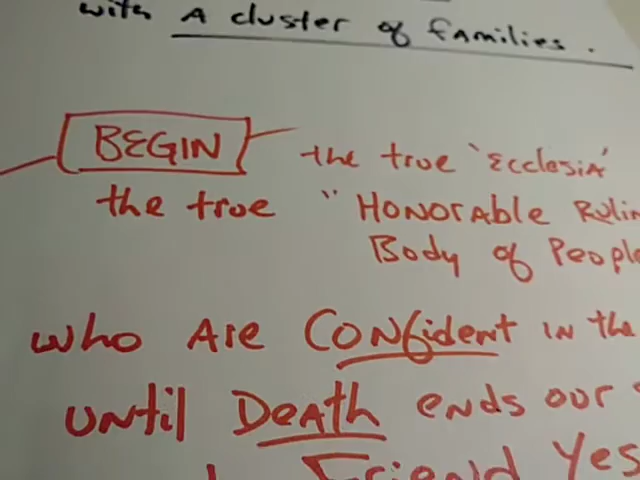 with A cluster of families.
BEGIN the true 'Ecclesia'
the true "HONORABLE
Body of People
who Are CONfident in the
UNtil Death ends our
Friend Yes